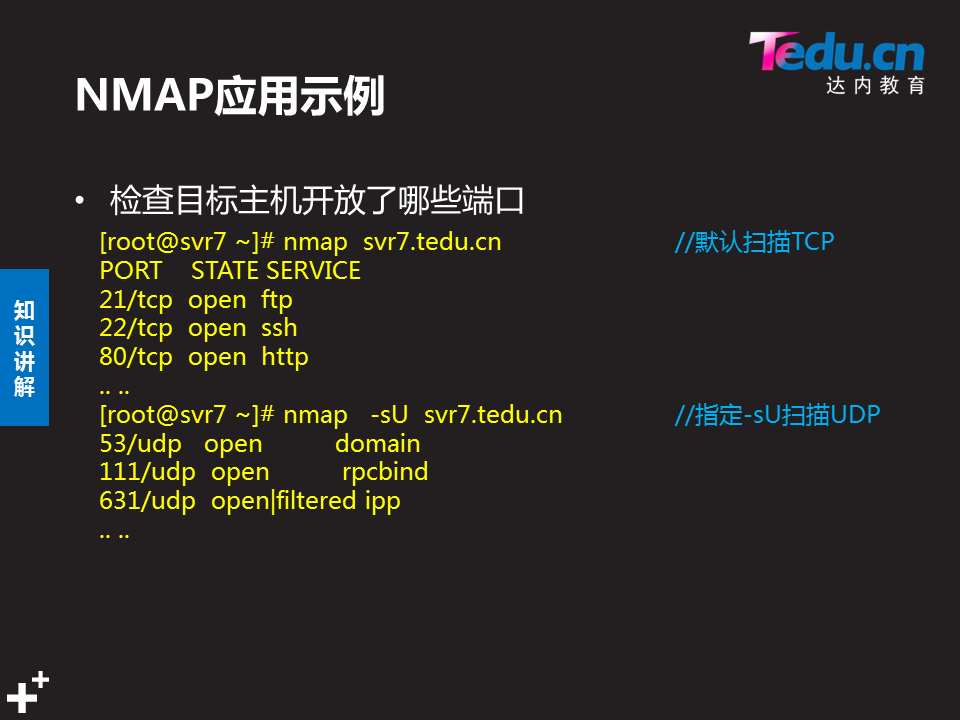 Tedu.cn
达内教育
NMAP应用示例
• 检查目标主机开放了哪些端口
[root@svr7 ~]# nmap  svr7.tedu.cn //默认扫描TCP
PORT    STATE SERVICE
21/tcp  open  ftp
22/tcp  open  ssh
80/tcp  open  http
.. ..
[root@svr7 ~]# nmap   -sU  svr7.tedu.cn //指定-sU扫描UDP
53/udp   open          domain
111/udp  open          rpcbind
631/udp  open|filtered ipp
.. ..
知识讲解